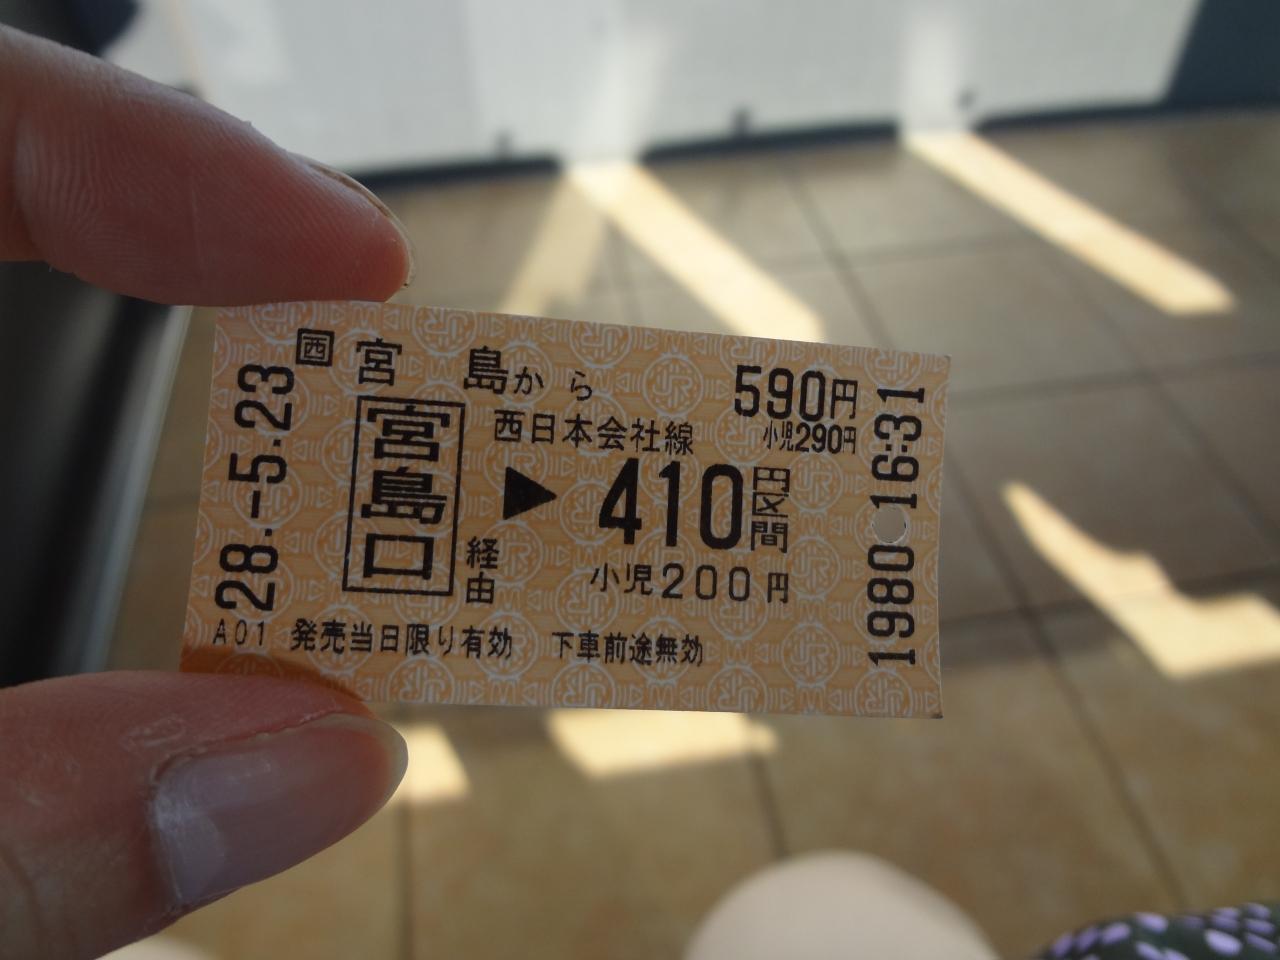 西 宮島から 590円
西日本会社線 小児290円
宮島口 経由 ▶ 410円区間
小児200円
A01 発売当日限り有効 下車前途無効
28.-5.23
1980 16:31